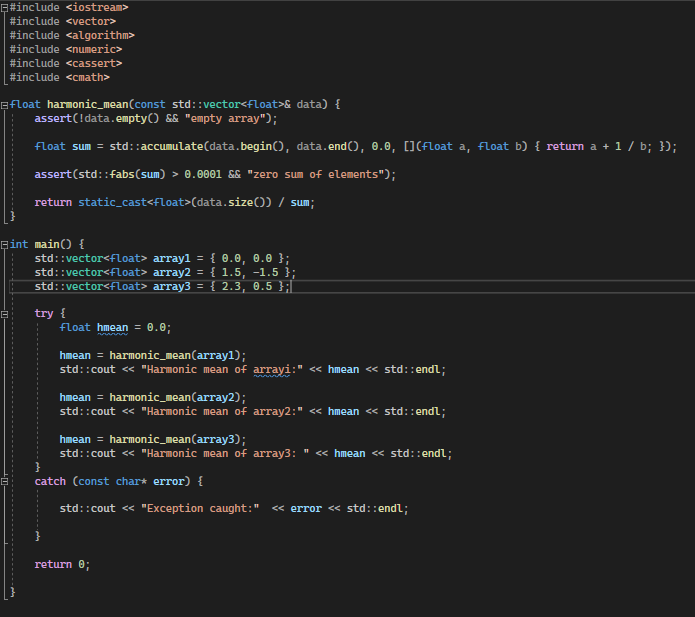 #include <iostream>
#include <vector>
#include <algorithm>
#include <numeric>
#include <cassert>
#include <cmath>
float harmonic_mean(const std::vector<float>& data) {
assert(!data.empty() && "empty array");
float sum = std::accumulate(data.begin(), data.end(), 0.0, [](float a, float b) { return a + 1 / b; });
assert(std::fabs(sum) > 0.0001 && "zero sum of elements");
return static_cast<float>(data.size()) / sum;
}
int main() {
std::vector<float> array1 = { 0.0, 0.0 };
std::vector<float> array2 = { 1.5, -1.5 };
std::vector<float> array3 = { 2.3, 0.5 };
try {
float hmean = 0.0;
hmean = harmonic_mean(array1);
std::cout << "Harmonic mean of arrayi:" << hmean << std::endl;
hmean = harmonic_mean(array2);
std::cout << "Harmonic mean of array2:" << hmean << std::endl;
hmean = harmonic_mean(array3);
std::cout << "Harmonic mean of array3: " << hmean << std::endl;
}
catch (const char* error) {
std::cout << "Exception caught:"  << error << std::endl;
}
return 0;
}